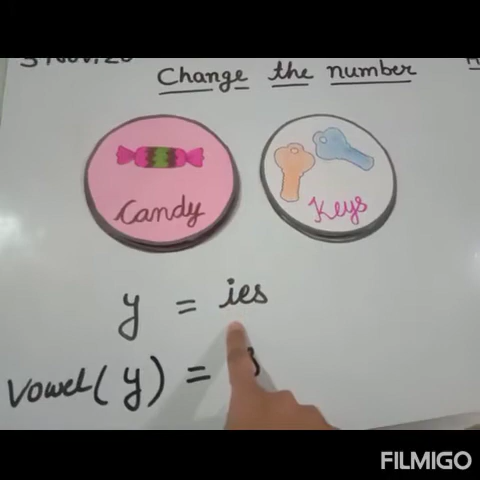 Change the number
Candy
Keys
y = ies
Vowel (y) =
FILMIGO